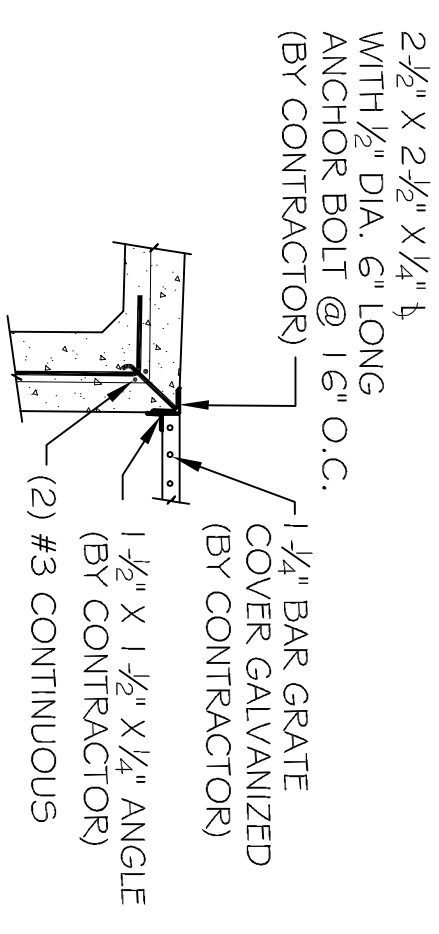 2-½" X 2-½" X ¼" ∠
WITH ½" DIA. 6" LONG
ANCHOR BOLT @ 16" O.C.
(BY CONTRACTOR)
1-¼" BAR GRATE
COVER GALVANIZED
(BY CONTRACTOR)
1-½" X 1-½" X ¼" ANGLE
(BY CONTRACTOR)
(2) #3 CONTINUOUS